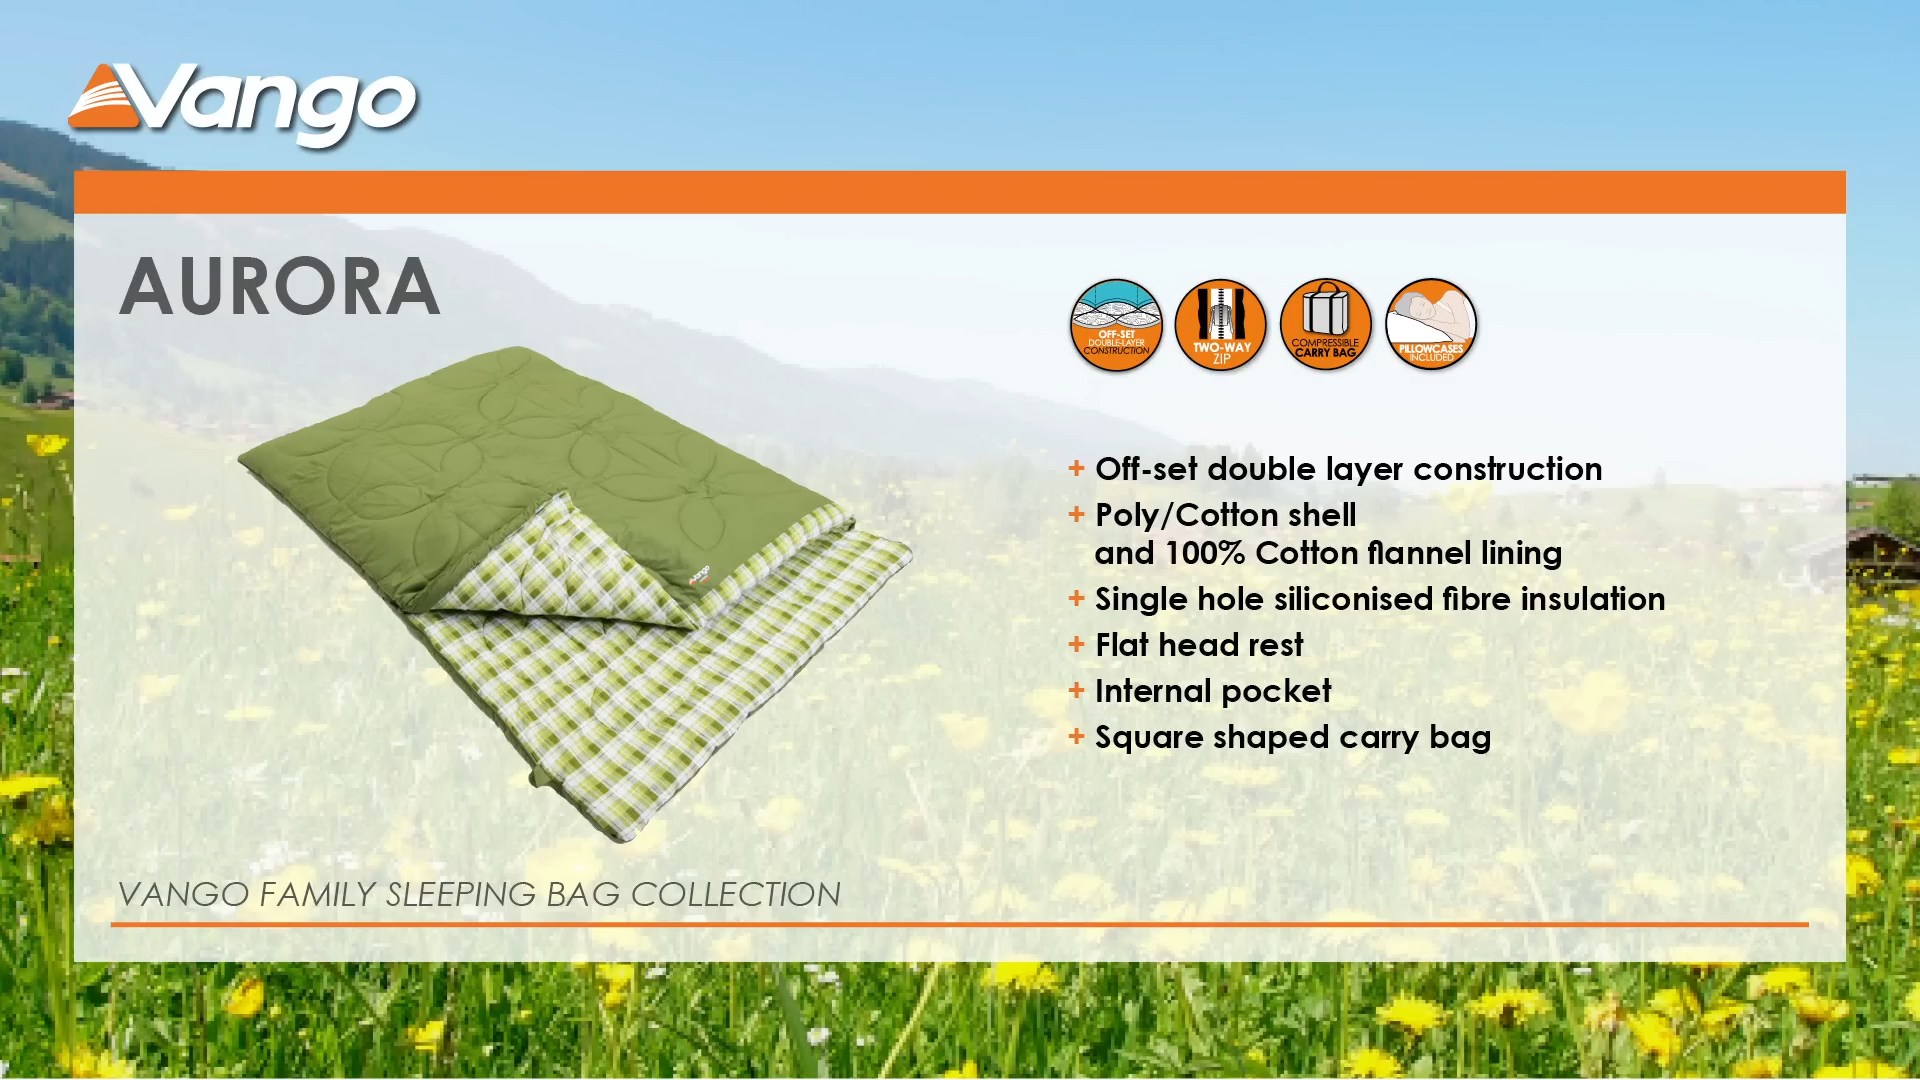 Vango
AURORA
OFF-SET
DOUBLE-LAYER
CONSTRUCTION
TWO-WAY
ZIP
COMPRESSIBLE
CARRY BAG
PILLOWCASES
INCLUDED
+ Off-set double layer construction
+ Poly/Cotton shell
and 100% Cotton flannel lining
+ Single hole siliconised fibre insulation
+ Flat head rest
+ Internal pocket
+ Square shaped carry bag
Vango
VANGO FAMILY SLEEPING BAG COLLECTION